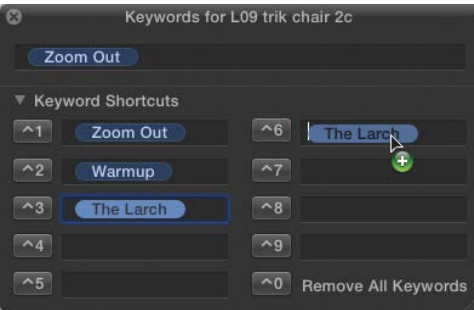 Keywords for L09 trik chair 2c
Zoom Out
Keyword Shortcuts
^1 Zoom Out ^6 The Larch
^2 Warmup ^7
^3 The Larch ^8
^4 ^9
^5 ^0 Remove All Keywords